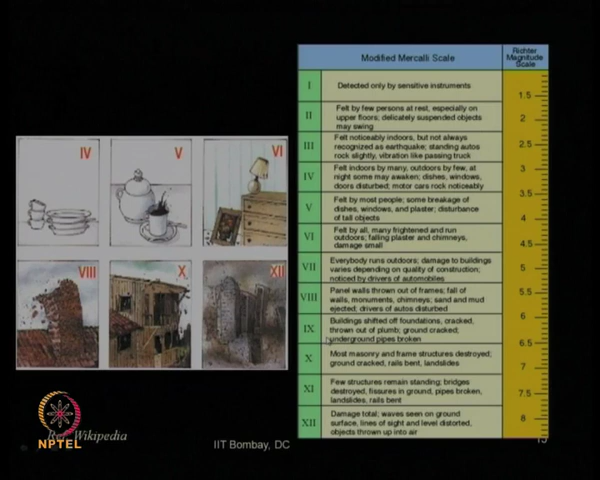 IV
V
VI
VIII
X
XII
Modified Mercalli Scale
Richter
Magnitude
Scale
I
Detected only by sensitive instruments
II
Felt by few persons at rest, especially on
upper floors; delicately suspended objects
may swing
III
Felt noticeably indoors, but not always
recognized as earthquake; standing autos
rock slightly, vibration like passing truck
IV
Felt indoors by many, outdoors by few, at
night some may awaken; dishes, windows,
doors disturbed; motor cars rock noticeably
V
Felt by most people; some breakage of
dishes, windows, and plaster; disturbance
of tall objects
VI
Felt by all, many frightened and run
outdoors; falling plaster and chimneys,
damage small
VII
Everybody runs outdoors; damage to buildings
varies depending on quality of construction;
noticed by drivers of automobiles
VIII
Panel walls thrown out of frames; fall of
walls, monuments, chimneys; sand and mud
ejected; drivers of autos disturbed
IX
Buildings shifted off foundations, cracked,
thrown out of plumb; ground cracked;
underground pipes broken
X
Most masonry and frame structures destroyed;
ground cracked, rails bent, landslides
XI
Few structures remain standing; bridges
destroyed, fissures in ground, pipes broken,
landslides, rails bent
XII
Damage total; waves seen on ground
surface, lines of sight and level distorted,
objects thrown up into air
1.5
2
2.5
3
3.5
4
4.5
5
5.5
6
6.5
7
7.5
8
Wikipedia
NPTEL
IIT Bombay, DC